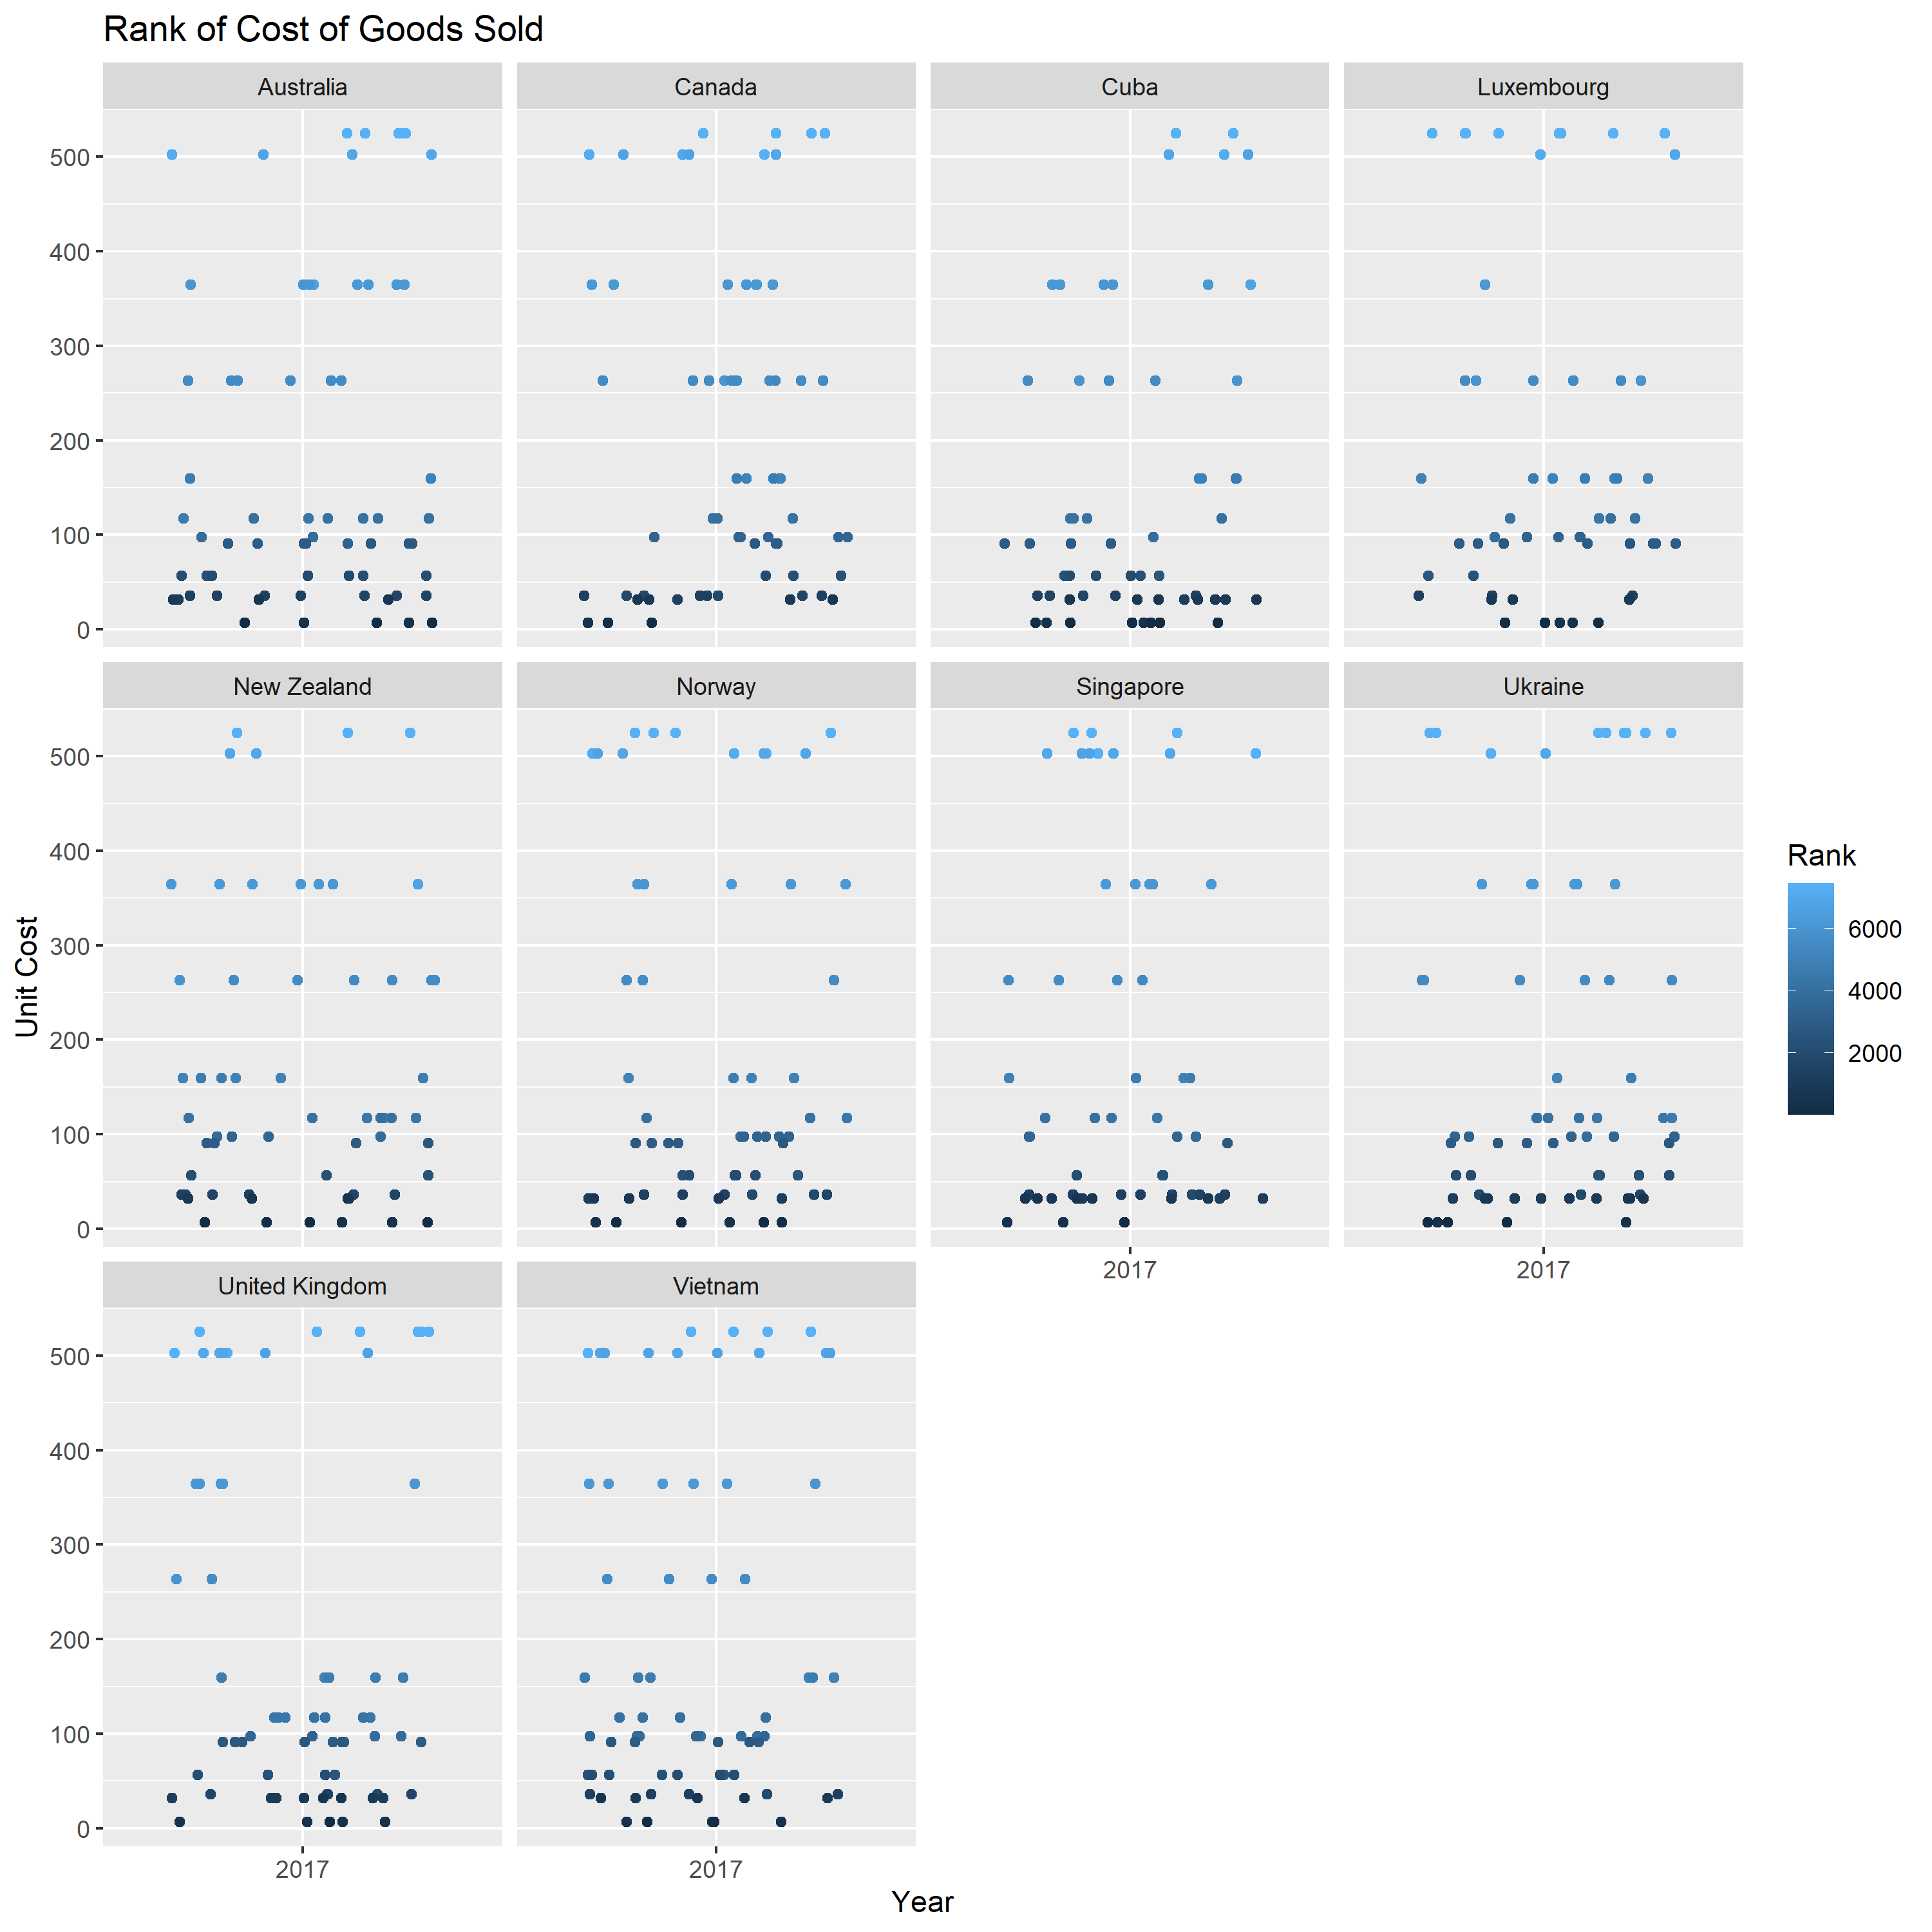 Rank of Cost of Goods Sold
Australia
Canada
Cuba
Luxembourg
500
400
300
200
100
0
New Zealand
Norway
Singapore
Ukraine
500
400
300
200
100
0
2017
2017
United Kingdom
Vietnam
500
400
300
200
100
0
2017
2017
Year
Unit Cost
Rank
6000
4000
2000